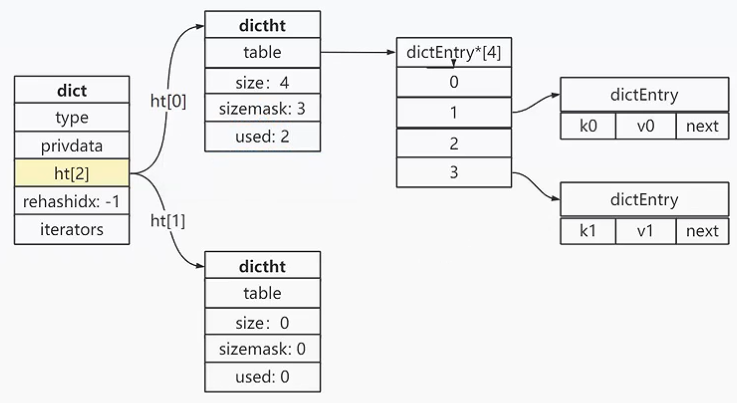 dict
type
privdata
ht[2]
rehashidx: -1
iterators
ht[0]
ht[1]
dictht
table
size: 4
sizemask: 3
used: 2
dictht
table
size: 0
sizemask: 0
used: 0
dictEntry*[4]
0
1
2
3
dictEntry
k0 v0 next
dictEntry
k1 v1 next